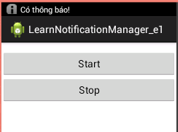 Có thông báo!
LearnNotificationManager_e1
Start
Stop